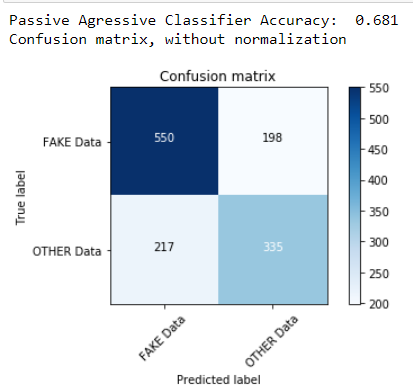 Passive Agressive Classifier Accuracy:  0.681
Confusion matrix, without normalization
Confusion matrix
550
FAKE Data
550
198
500
450
400
True label
350
OTHER Data
217
335
300
250
200
FAKE Data
OTHER Data
Predicted label